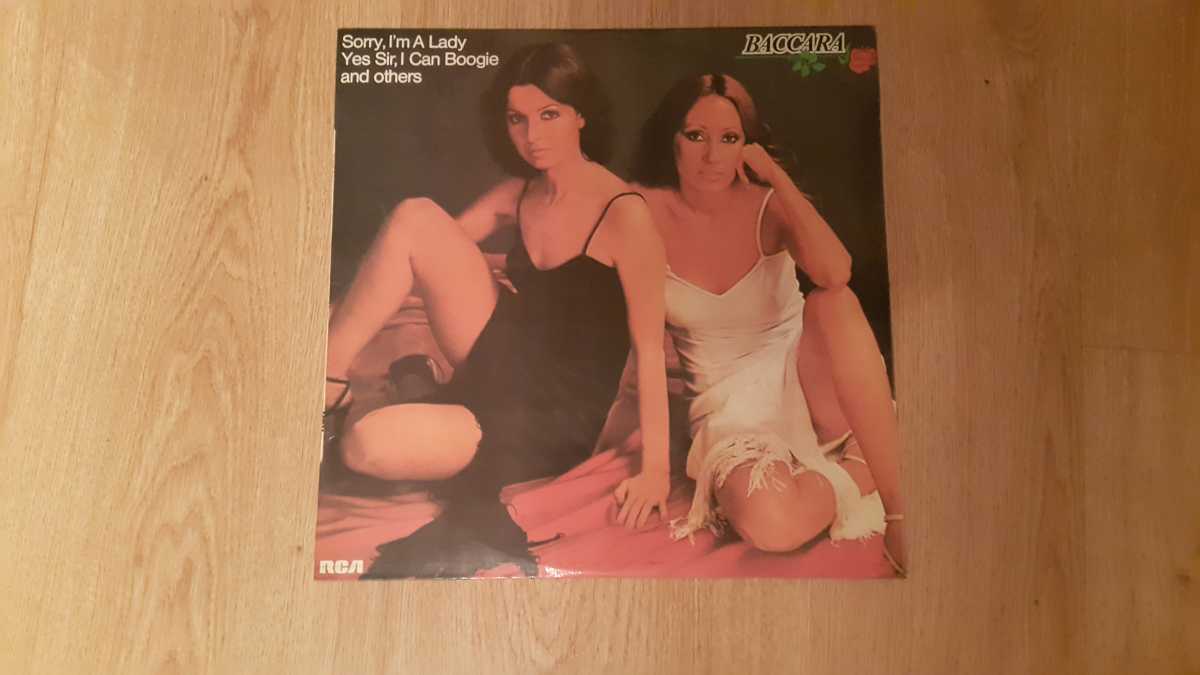 Sorry, I'm A Lady
Yes Sir, I Can Boogie
and others
BACCARA
RCA